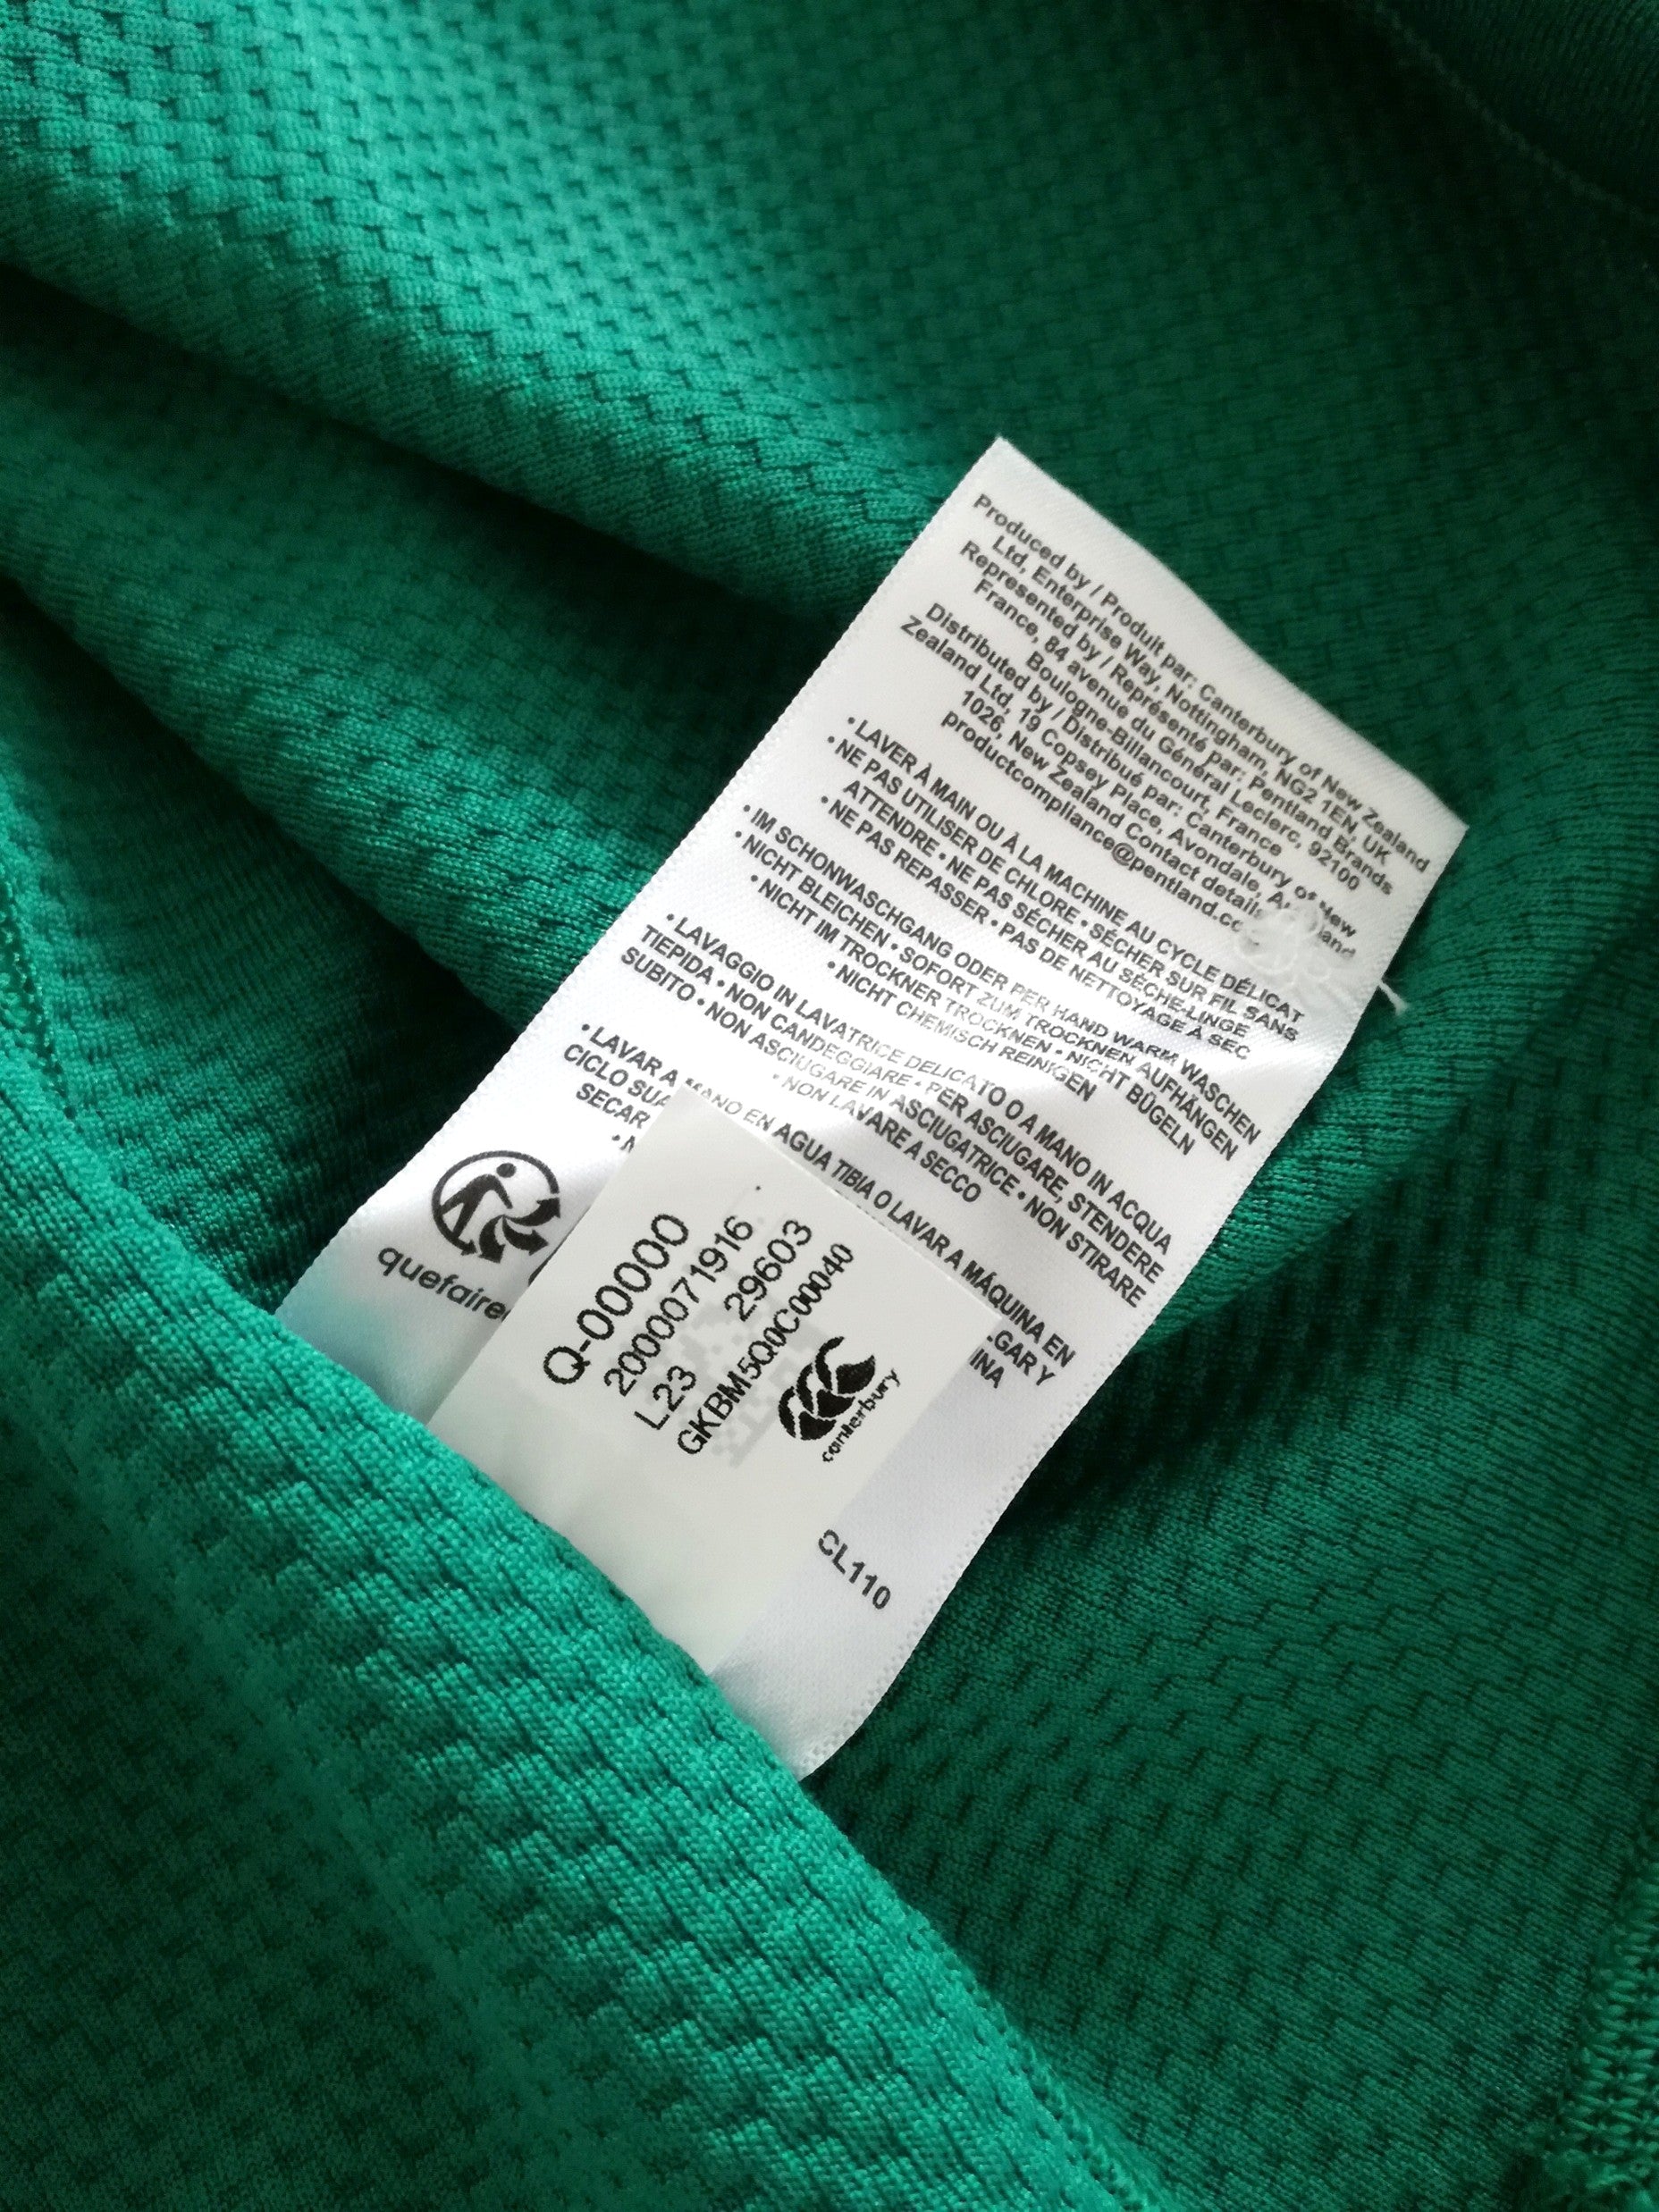 Produced by / Produit par: Canterbury of New Zealand
Ltd, Enterprise Way, Nottingham, NG2 1EN, UK
Represented by / Représenté par: Pentland Brands
France, 84 avenue du Général Leclerc, 92100
Boulogne-Billancourt, France
Distributed by / Distribué par: Canterbury of New
Zealand Ltd, 19 Copsey Place, Avondale,
1026, New Zealand Contact details
productcompliance@pentland.co
• LAVER À MAIN OU À LA MACHINE AU CYCLE DÉLICAT
• NE PAS UTILISER DE CHLORE • SÉCHER SUR FIL SANS
ATTENDRE • NE PAS SÉCHER AU SÈCHE-LINGE
• NE PAS REPASSER • PAS DE NETTOYAGE À SEC
• IM SCHONWASCHGANG ODER PER HAND WARM WASCHEN
• NICHT BLEICHEN • SOFORT ZUM TROCKNEN AUFHÄNGEN
• NICHT IM TROCKNER TROCKNEN • NICHT BÜGELN
• NICHT CHEMISCH REINIGEN
• LAVAGGIO IN LAVATRICE DELICATO O A MANO IN ACQUA
TIEPIDA • NON CANDEGGIARE • PER ASCIUGARE, STENDERE
SUBITO • NON ASCIUGARE IN ASCIUGATRICE • NON STIRARE
• NON LAVARE A SECCO
• LAVAR A MANO EN AGUA TIBIA O LAVAR A MÁQUINA EN
CICLO SUA LGAR Y
SECAR INA
quefaire
Q-00000
2000071916
L23 29603
GKBM5Q0C00040
canterbury
CL110